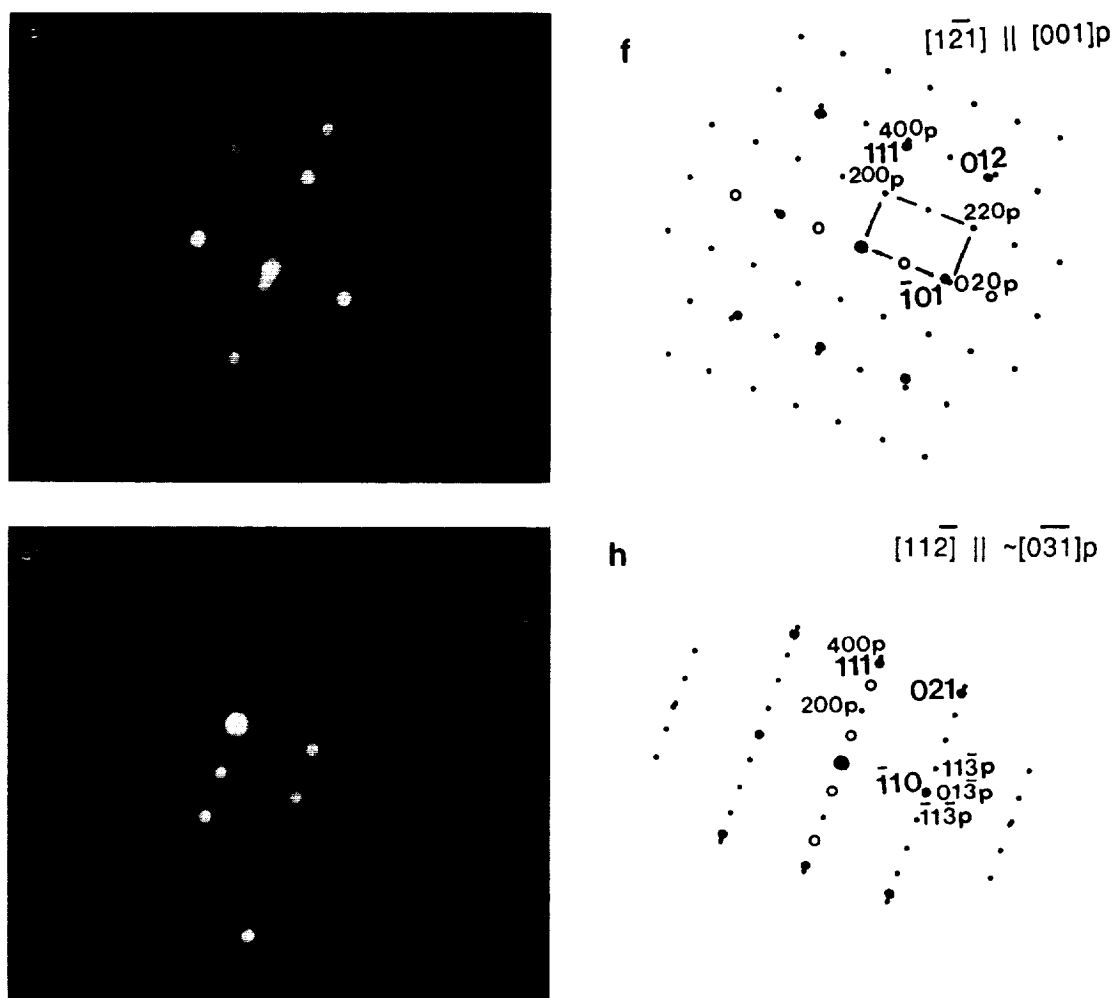 f
[12̅1̅] || [001]p
400p
111
012
200p
220p
1̅01
020p
h
[112̅] || ~[03̅1̅]p
400p
111
021
200p
113̅p
1̅10
013̅p
1̅13̅p